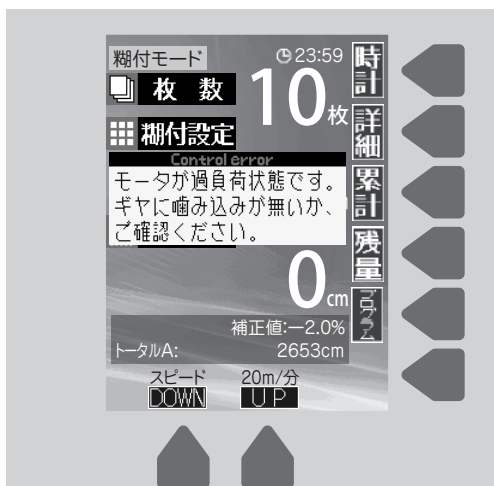 糊付モード
23:59
枚 数
10枚
糊付設定
Control error
モータが過負荷状態です。
ギヤに噛み込みが無いか、
ご確認ください。
0cm
補正値:−2.0%
トータルA: 2653cm
スピード 20m/分
DOWN UP
時計
詳細
累計
残量
プログラム